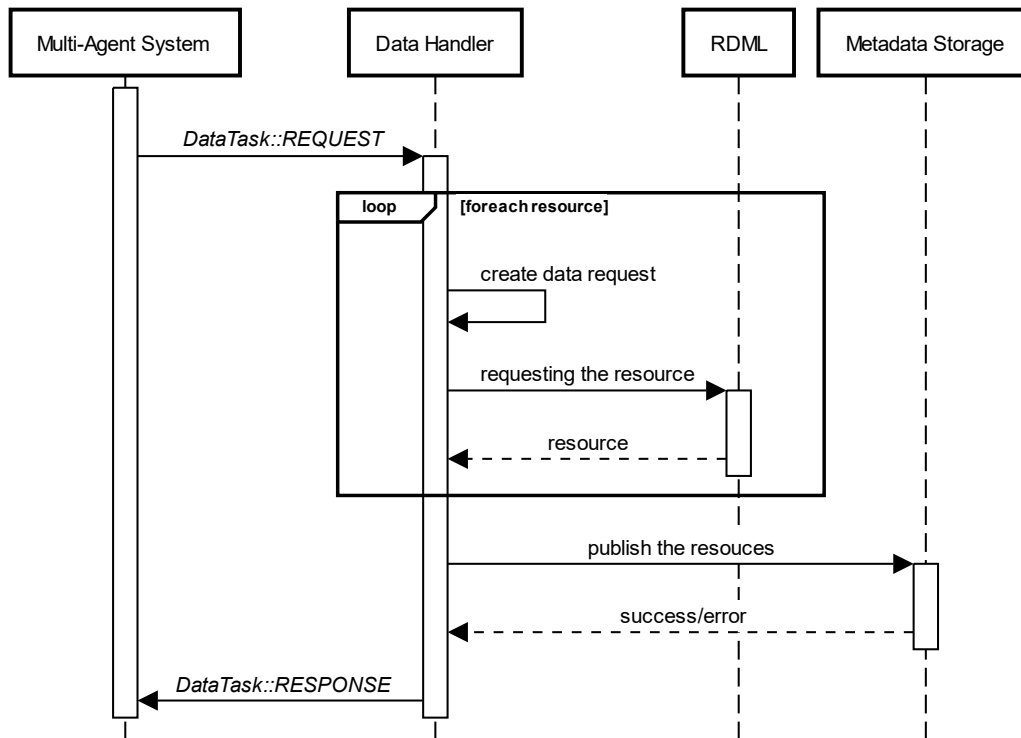 Multi-Agent System
Data Handler
RDML
Metadata Storage
DataTask::REQUEST
loop
[foreach resource]
create data request
requesting the resource
resource
publish the resouces
success/error
DataTask::RESPONSE